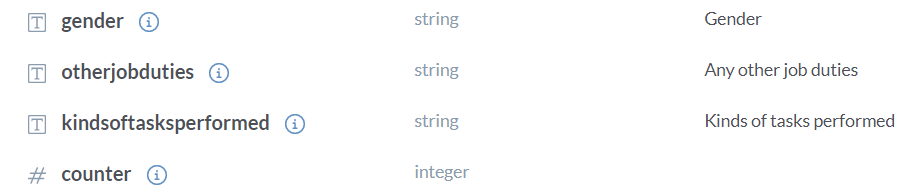 gender string Gender
otherjobduties string Any other job duties
kindsoftasksperformed string Kinds of tasks performed
# counter integer